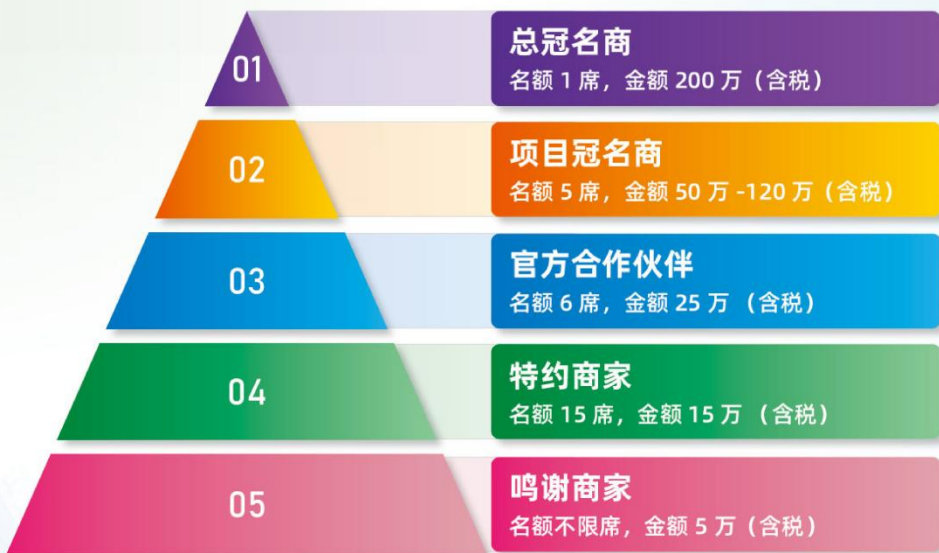 01
总冠名商
名额 1 席，金额 200 万（含税）
02
项目冠名商
名额 5 席，金额 50 万 -120 万（含税）
03
官方合作伙伴
名额 6 席，金额 25 万 （含税）
04
特约商家
名额 15 席，金额 15 万 （含税）
05
鸣谢商家
名额不限席，金额 5 万（含税）